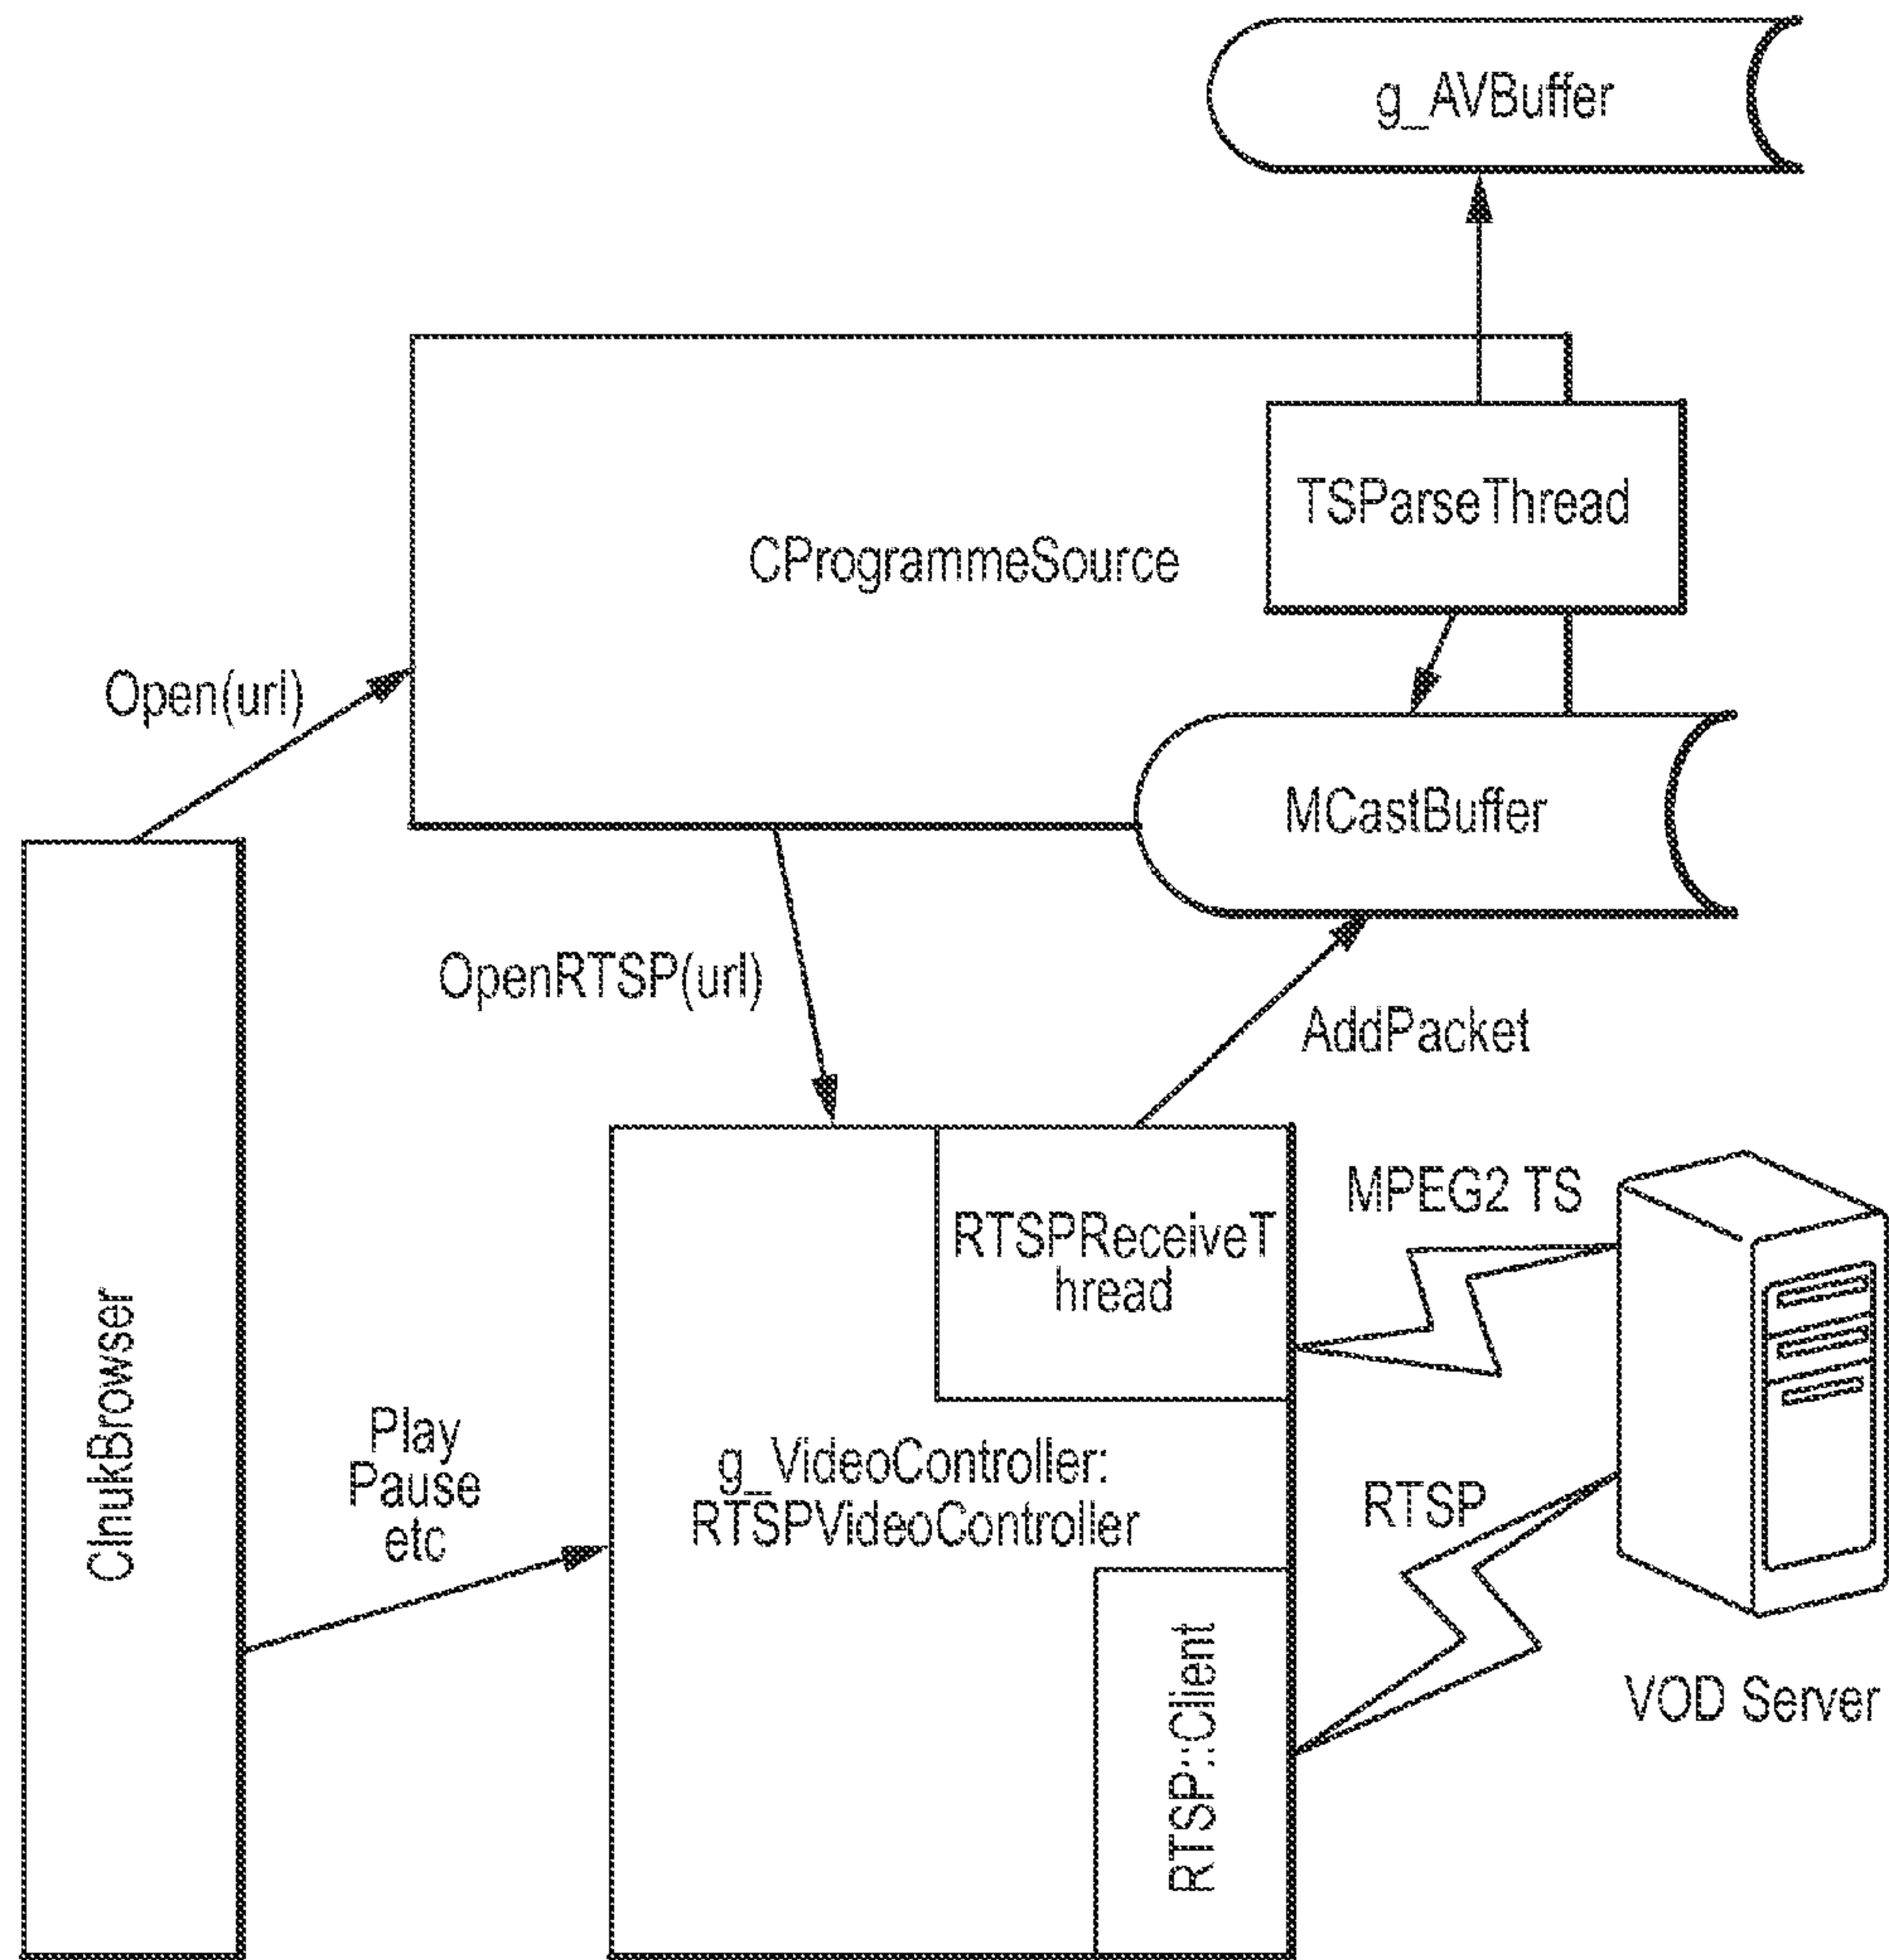 g_AVBuffer
TSParseThread
CProgrammeSource
Open(url)
MCastBuffer
OpenRTSP(url)
AddPacket
MPEG2 TS
RTSPReceiveT
hread
CInukBrowser
Play
Pause
etc
g_VideoController:
RTSPVideoController
RTSP
RTSP::Client
VOD Server